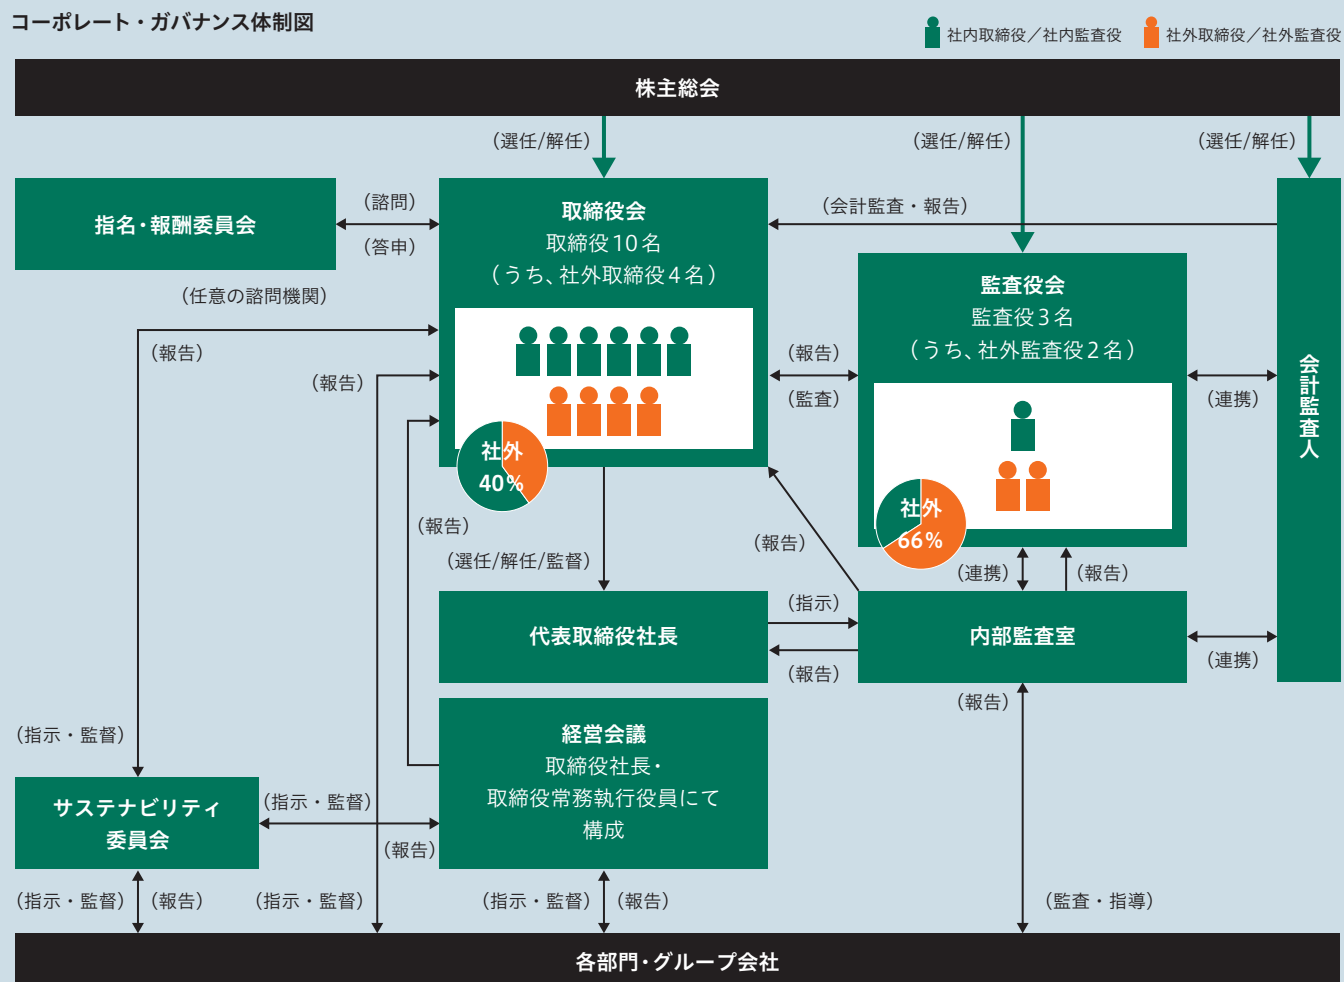 コーポレート・ガバナンス体制図
社内取締役／社内監査役
社外取締役／社外監査役
株主総会
（選任/解任）
（選任/解任）
（選任/解任）
指名・報酬委員会
（諮問）
（答申）
（任意の諮問機関）
取締役会
取締役10名
（うち、社外取締役4名）
社外
40%
（会計監査・報告）
監査役会
監査役3名
（うち、社外監査役2名）
社外
66%
会計監査人
（報告）
（報告）
（報告）
（監査）
（連携）
（報告）
（選任/解任/監督）
（報告）
（連携）
（報告）
代表取締役社長
（指示）
（報告）
内部監査室
（連携）
（報告）
（指示・監督）
経営会議
取締役社長・
取締役常務執行役員にて
構成
サステナビリティ
委員会
（指示・監督）
（報告）
（指示・監督）
（報告）
（指示・監督）
（指示・監督）
（報告）
（監査・指導）
各部門・グループ会社